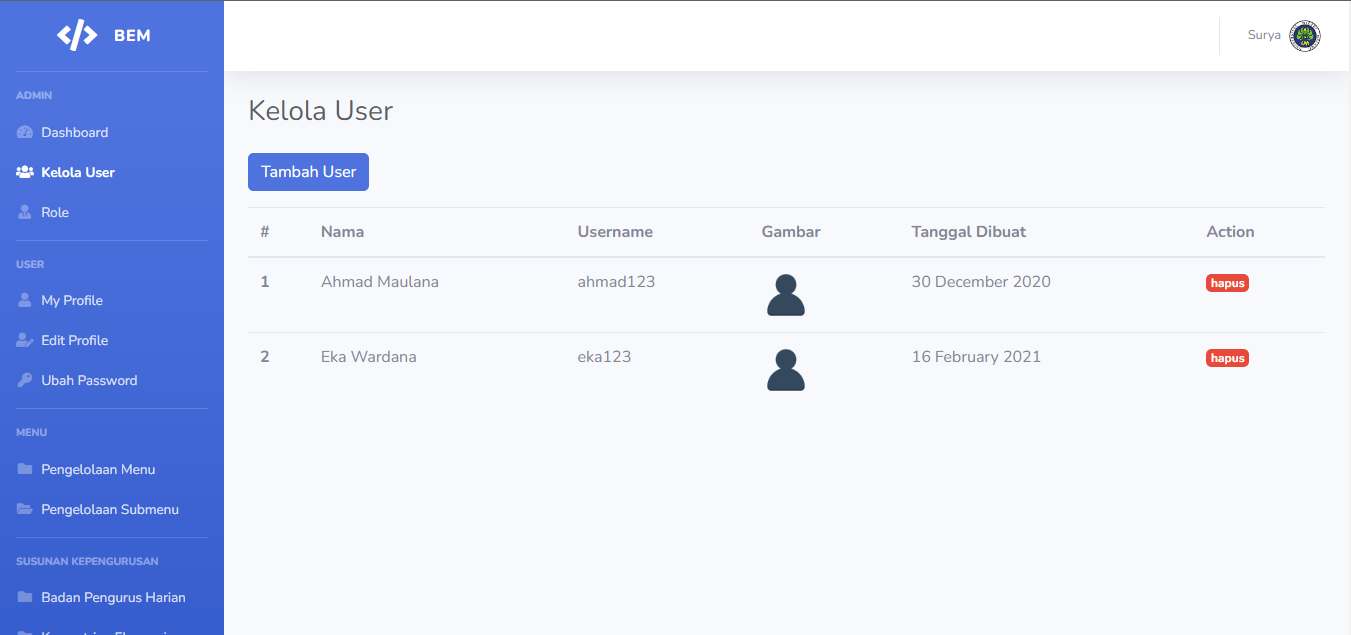 BEM
Surya
ADMIN
Dashboard
Kelola User
Role
USER
My Profile
Edit Profile
Ubah Password
MENU
Pengelolaan Menu
Pengelolaan Submenu
SUSUNAN KEPENGURUSAN
Badan Pengurus Harian
Kelola User
Tambah User
# Nama Username Gambar Tanggal Dibuat Action
1 Ahmad Maulana ahmad123 30 December 2020 hapus
2 Eka Wardana eka123 16 February 2021 hapus